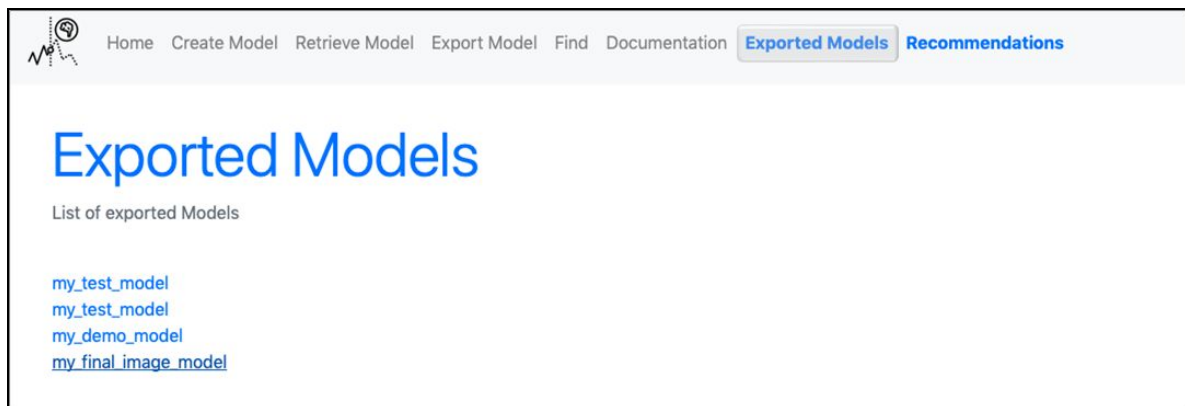 Home Create Model Retrieve Model Export Model Find Documentation Exported Models Recommendations
Exported Models
List of exported Models
my_test_model
my_test_model
my_demo_model
my_final_image_model